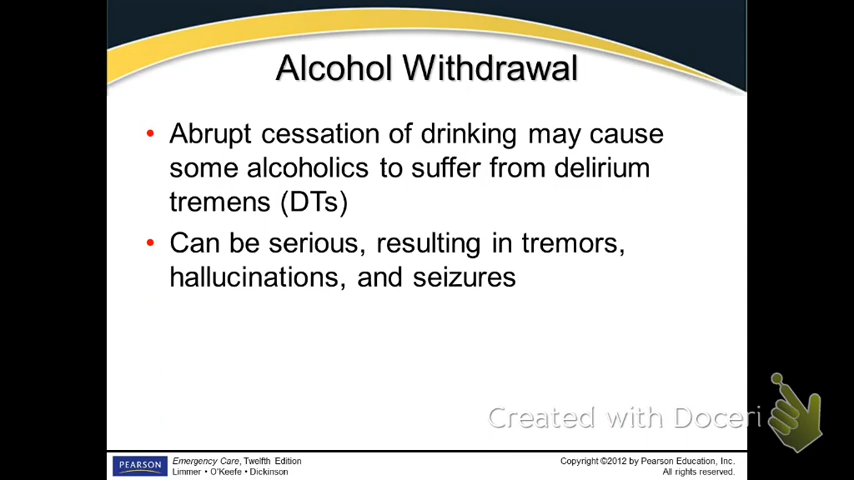 Alcohol Withdrawal
• Abrupt cessation of drinking may cause
some alcoholics to suffer from delirium
tremens (DTs)
• Can be serious, resulting in tremors,
hallucinations, and seizures
Created with Doceri
PEARSON
Emergency Care, Twelfth Edition
Limmer • O'Keefe • Dickinson
Copyright ©2012 by Pearson Education, Inc.
All rights reserved.